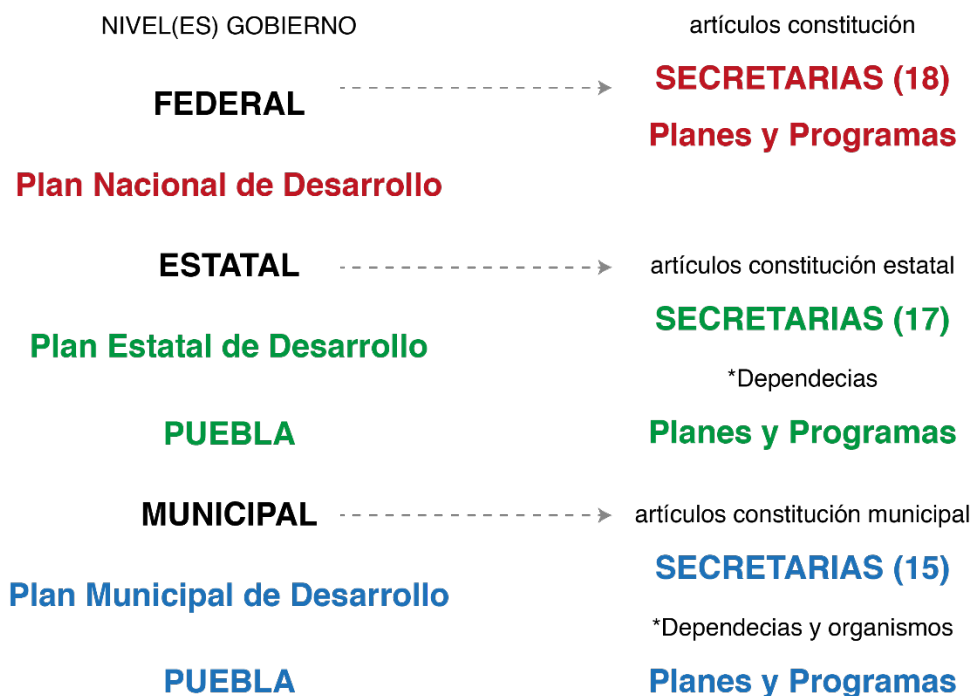 NIVEL(ES) GOBIERNO
artículos constitución
FEDERAL
SECRETARIAS (18)
Planes y Programas
Plan Nacional de Desarrollo
ESTATAL
artículos constitución estatal
SECRETARIAS (17)
Plan Estatal de Desarrollo
*Dependecias
PUEBLA
Planes y Programas
MUNICIPAL
artículos constitución municipal
SECRETARIAS (15)
Plan Municipal de Desarrollo
*Dependecias y organismos
PUEBLA
Planes y Programas